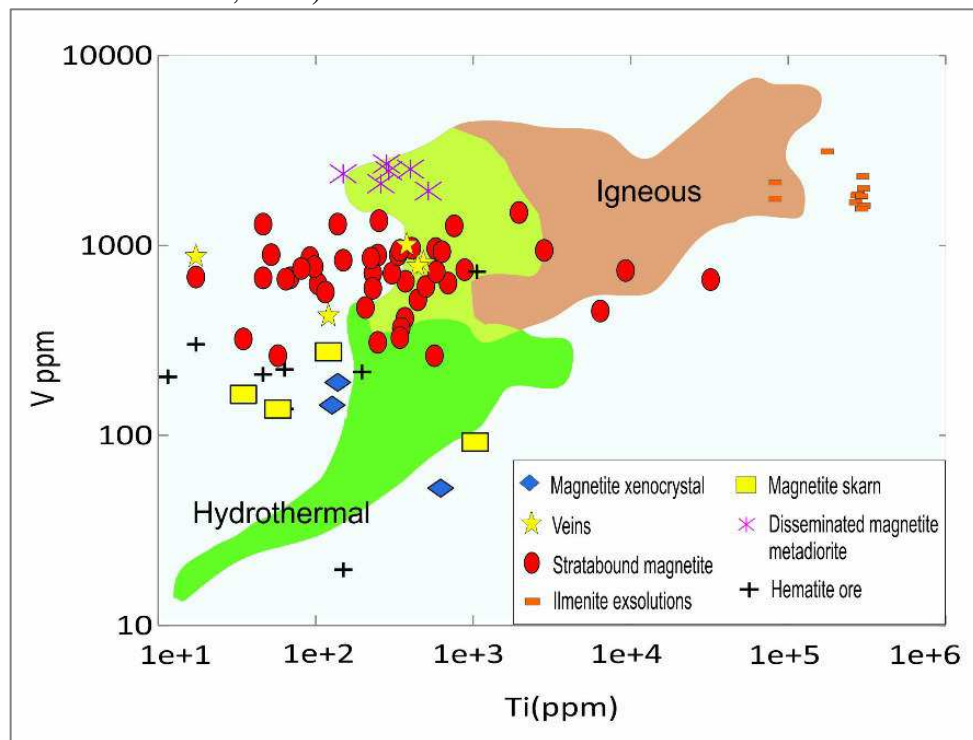 10000
1000
100
10
V ppm
Igneous
Hydrothermal
Magnetite xenocrystal
Veins
Stratabound magnetite
Ilmenite exsolutions
Magnetite skarn
Disseminated magnetite
metadiorite
Hematite ore
1e+1
1e+2
1e+3
1e+4
1e+5
1e+6
Ti(ppm)